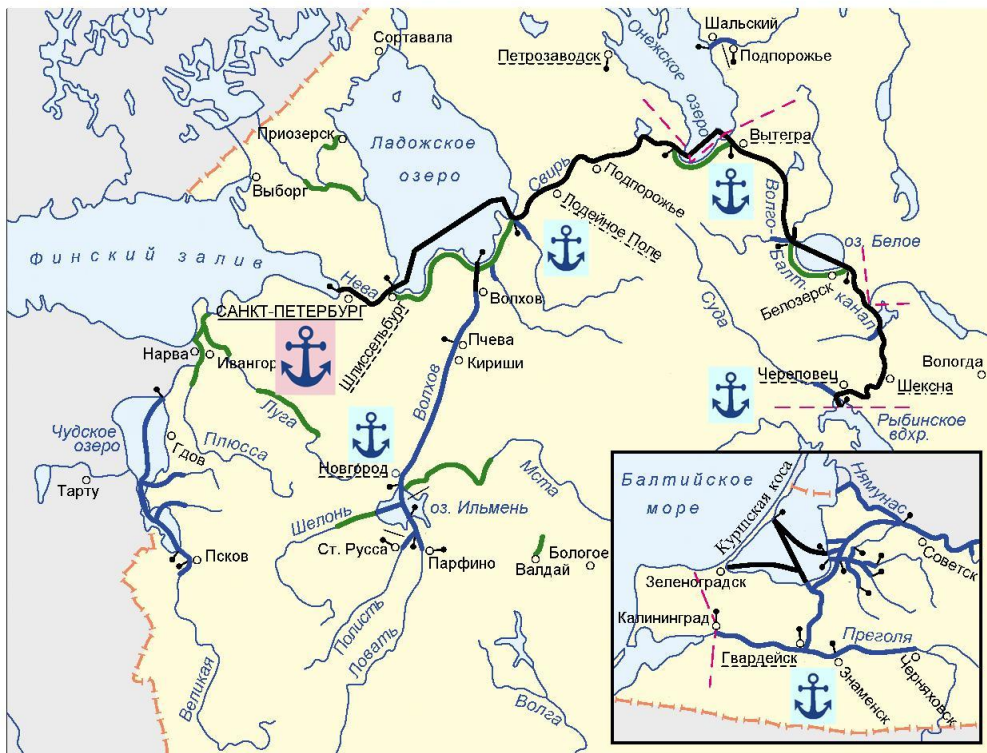 Шальский
Сортавала
Онежское
озеро
Петрозаводск
Подпорожье
Приозерск
Ладожское
озеро
Вытегра
Выборг
Свирь
Подпорожье
Лодейное Поле
Волго-
Балт.
канал
оз. Белое
Финский залив
Нева
Белозерск
САНКТ-ПЕТЕРБУРГ
Шлиссельбург
Волхов
Суда
Нарва
Ивангор
Пчева
Кириши
Волхов
Вологда
Череповец
Шексна
Луга
Рыбинское
вдхр.
Чудское
озеро
Гдов
Плюсса
Новгород
Мста
Тарту
оз. Ильмень
Шелонь
Ст. Русса
Парфино
Бологое
Валдай
Псков
Полисть
Ловать
Великая
Волга
Балтийское
море
Куршская коса
Нямунас
Советск
Зеленоградск
Калининград
Преголя
Гвардейск
Знаменск
Черняховск